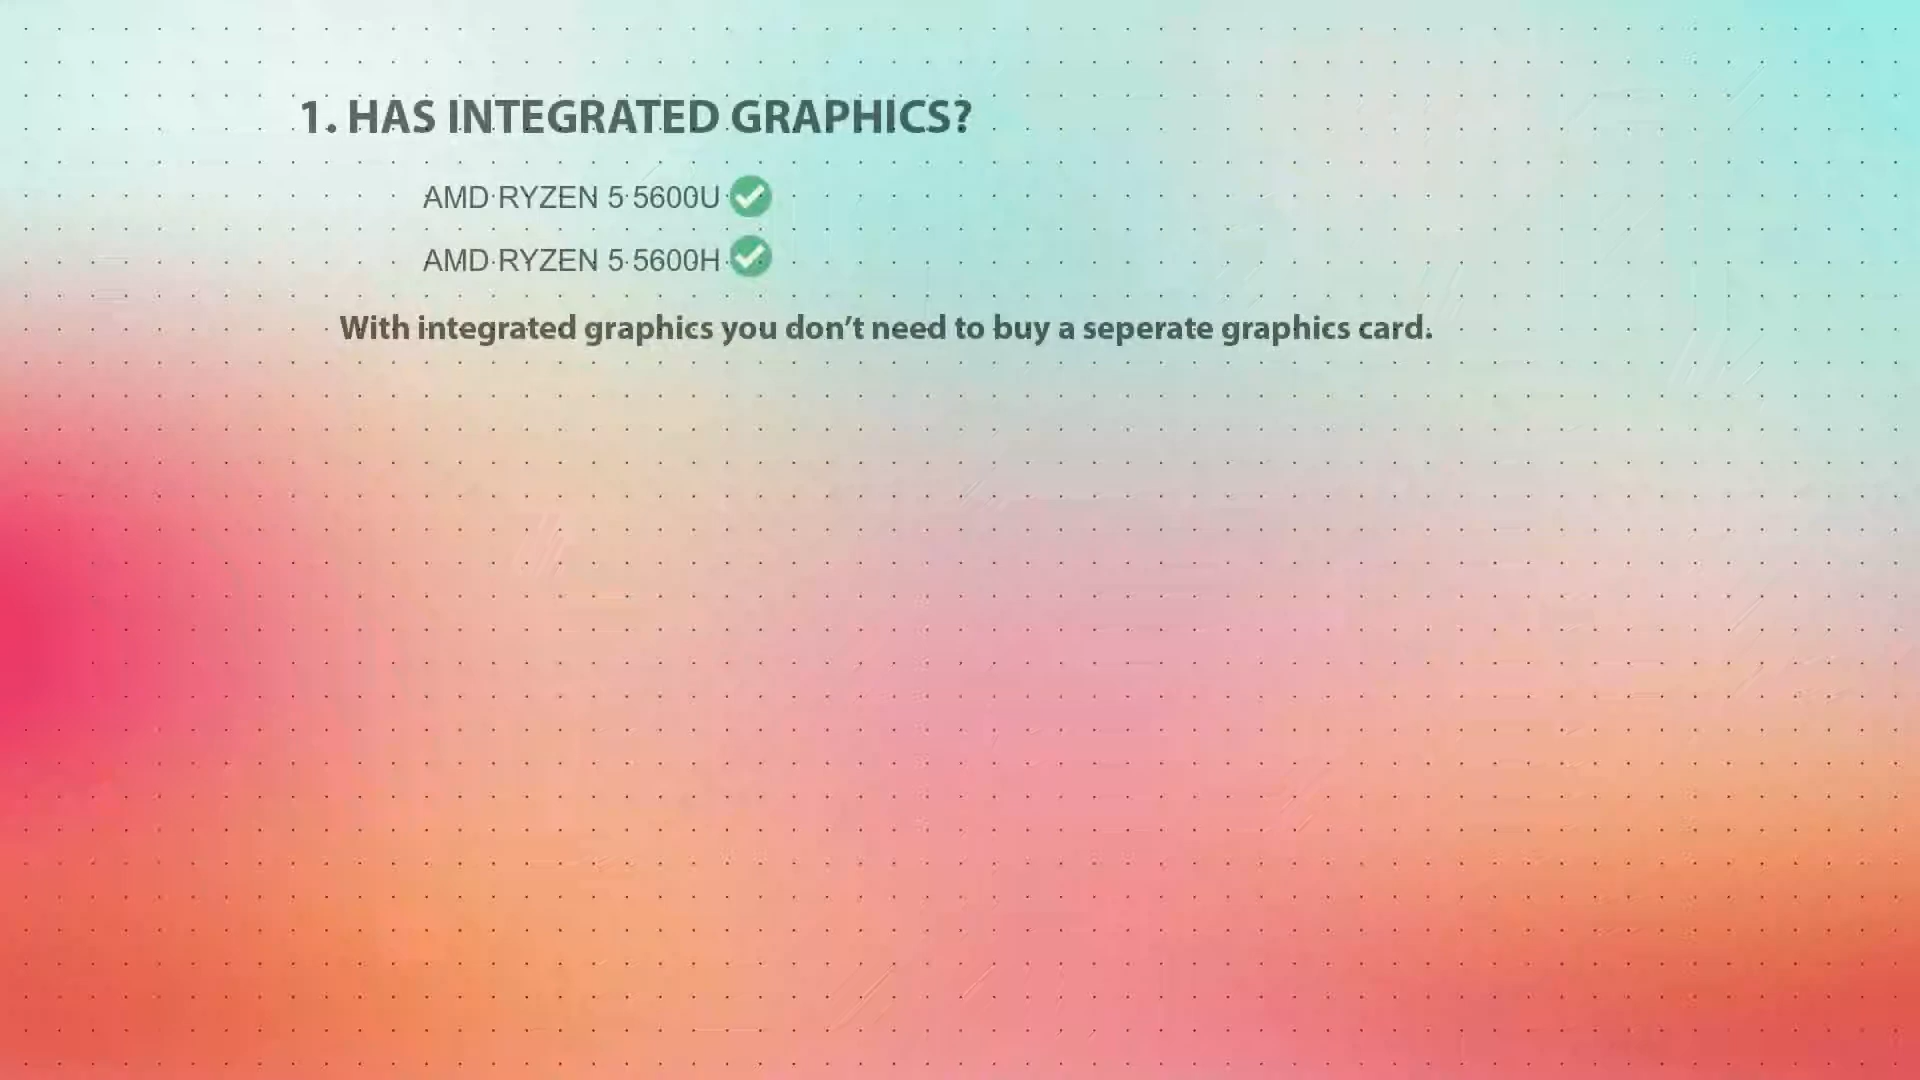 1. HAS INTEGRATED GRAPHICS?
AMD RYZEN 5 5600U
AMD RYZEN 5 5600H
With integrated graphics you don't need to buy a seperate graphics card.